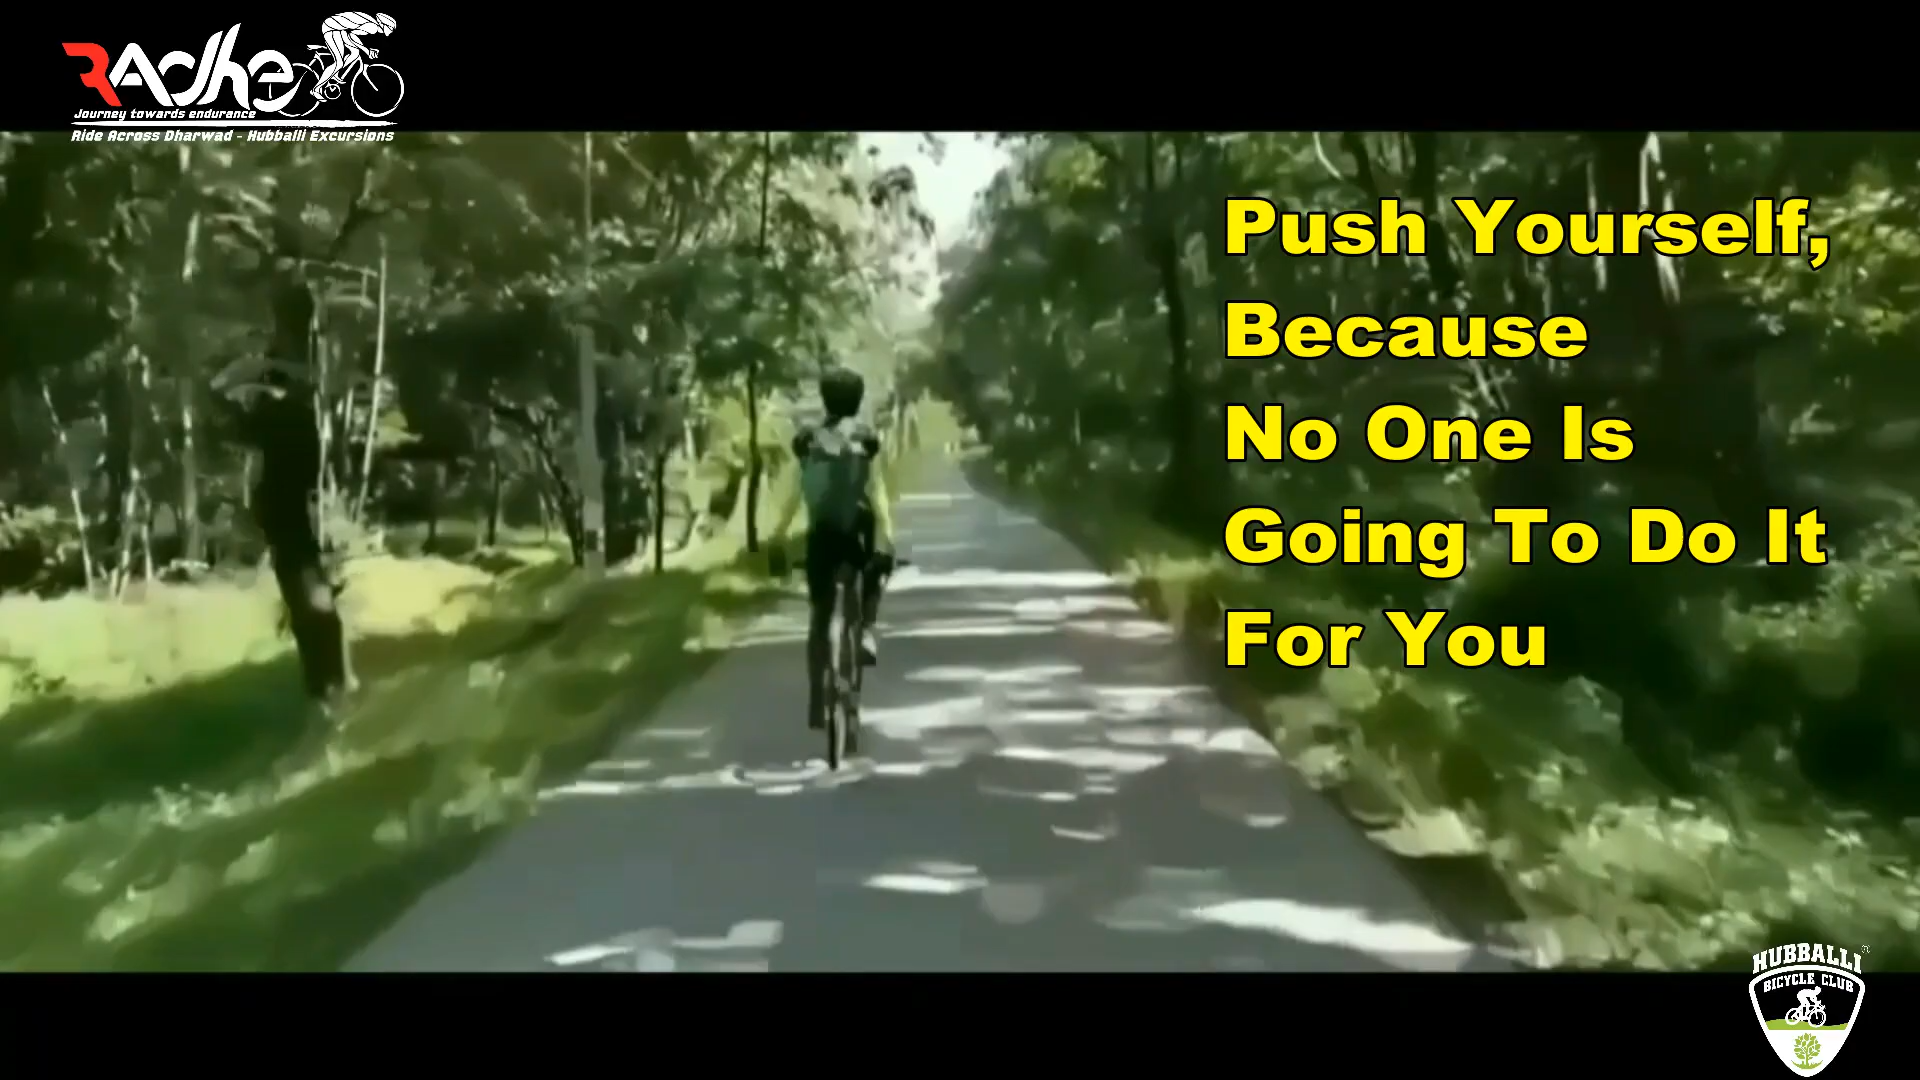 RAdhe
Journey towards endurance
Ride Across Dharwad - Hubballi Excursions
Push Yourself,
Because
No One Is
Going To Do It
For You
HUBBALLI®
BICYCLE CLUB